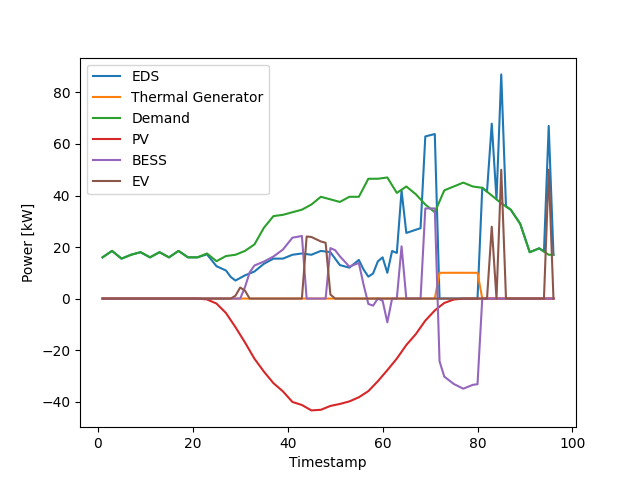 EDS
Thermal Generator
Demand
PV
BESS
EV
80
60
40
20
0
−20
−40
Power [kW]
0 20 40 60 80 100
Timestamp